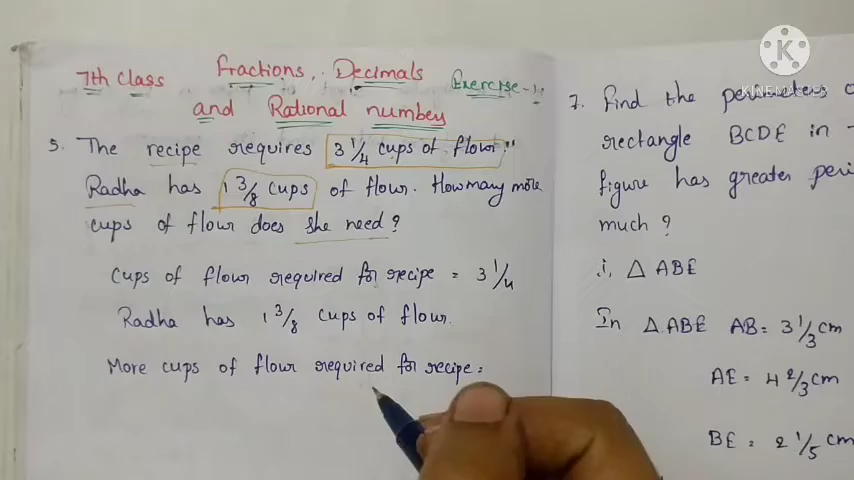 7th Class Fractions, Decimals Exercise-1
and Rational number
5. The recipe requires 3 1/4 cups of flour.
Radha has 1 3/8 cups of flour. How many more
cups of flour does she need?
Cups of flour required for recipe = 3 1/4
Radha has 1 3/8 cups of flour.
More cups of flour required for recipe =
7. Find the perimeters
rectangle BCDE in
figure has greater
much?
i, △ ABE
In △ ABE AB = 3 1/3 cm
AE = 4 2/3 cm
BE = 2 1/5 cm
KINEMASTER